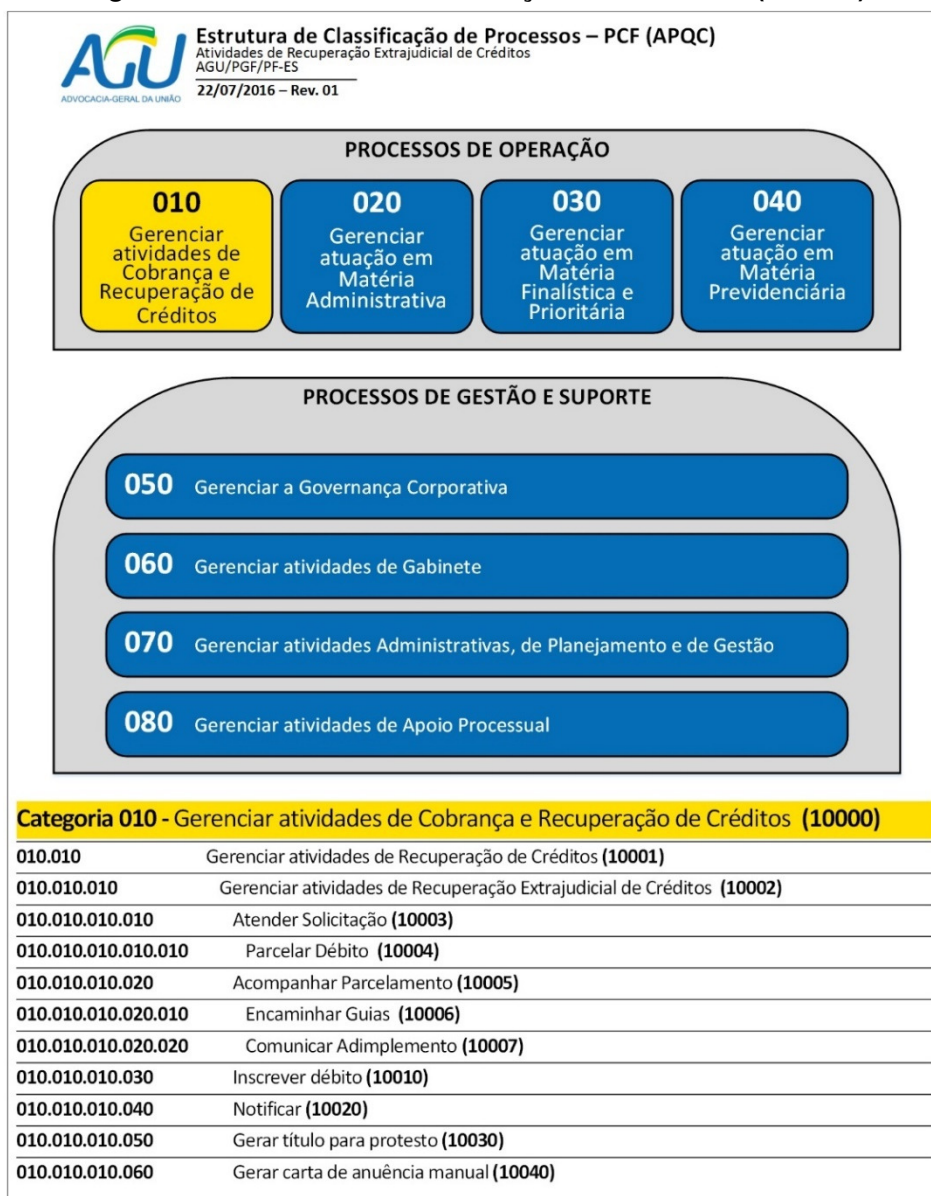 AGU
ADVOCACIA-GERAL DA UNIÃO
Estrutura de Classificação de Processos – PCF (APQC)
Atividades de Recuperação Extrajudicial de Créditos
AGU/PGF/PF-ES
22/07/2016 – Rev. 01
PROCESSOS DE OPERAÇÃO
010
Gerenciar
atividades de
Cobrança e
Recuperação de
Créditos
020
Gerenciar
atuação em
Matéria
Administrativa
030
Gerenciar
atuação em
Matéria
Finalística e
Prioritária
040
Gerenciar
atuação em
Matéria
Previdenciária
PROCESSOS DE GESTÃO E SUPORTE
050 Gerenciar a Governança Corporativa
060 Gerenciar atividades de Gabinete
070 Gerenciar atividades Administrativas, de Planejamento e de Gestão
080 Gerenciar atividades de Apoio Processual
Categoria 010 - Gerenciar atividades de Cobrança e Recuperação de Créditos (10000)
010.010 Gerenciar atividades de Recuperação de Créditos (10001)
010.010.010 Gerenciar atividades de Recuperação Extrajudicial de Créditos (10002)
010.010.010.010 Atender Solicitação (10003)
010.010.010.010.010 Parcelar Débito (10004)
010.010.010.020 Acompanhar Parcelamento (10005)
010.010.010.020.010 Encaminhar Guias (10006)
010.010.010.020.020 Comunicar Adimplemento (10007)
010.010.010.030 Inscrever débito (10010)
010.010.010.040 Notificar (10020)
010.010.010.050 Gerar título para protesto (10030)
010.010.010.060 Gerar carta de anuência manual (10040)